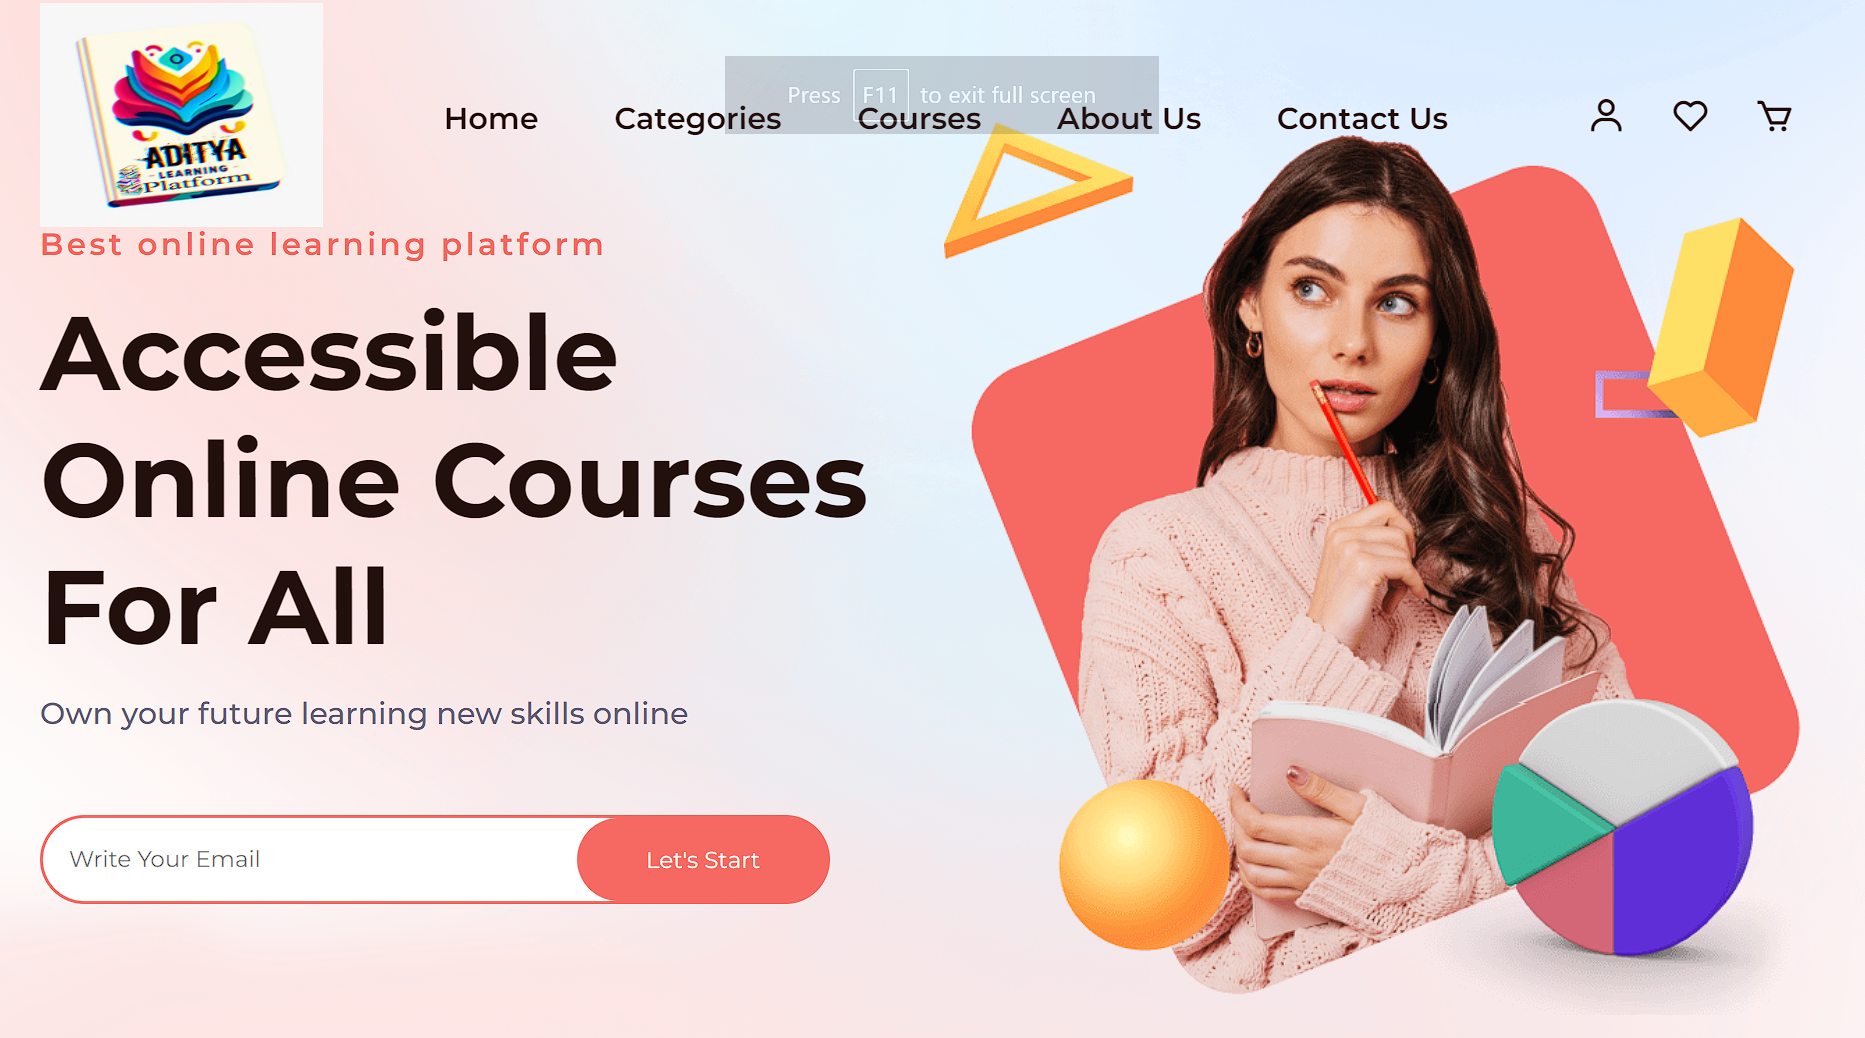 ADITYA
- LEARNING -
Platform
Press F11 to exit full screen
Home Categories Courses About Us Contact Us
Best online learning platform
Accessible
Online Courses
For All
Own your future learning new skills online
Write Your Email
Let's Start